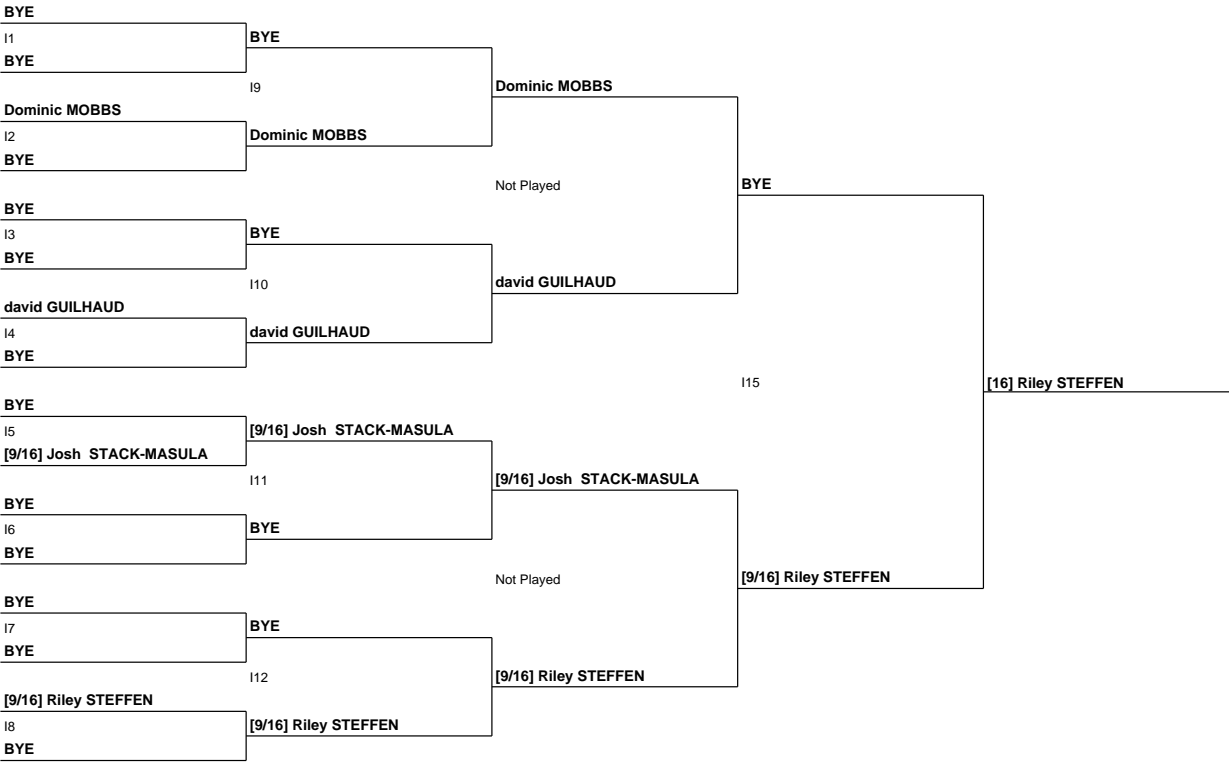 BYE
I1
BYE
BYE
I9
Dominic MOBBS
Dominic MOBBS
I2
Dominic MOBBS
BYE
Not Played
BYE
BYE
I3
BYE
BYE
I10
david GUILHAUD
david GUILHAUD
I4
david GUILHAUD
BYE
I15
[16] Riley STEFFEN
BYE
I5
[9/16] Josh  STACK-MASULA
[9/16] Josh  STACK-MASULA
I11
[9/16] Josh  STACK-MASULA
BYE
I6
BYE
BYE
Not Played
[9/16] Riley STEFFEN
BYE
I7
BYE
BYE
I12
[9/16] Riley STEFFEN
[9/16] Riley STEFFEN
I8
[9/16] Riley STEFFEN
BYE